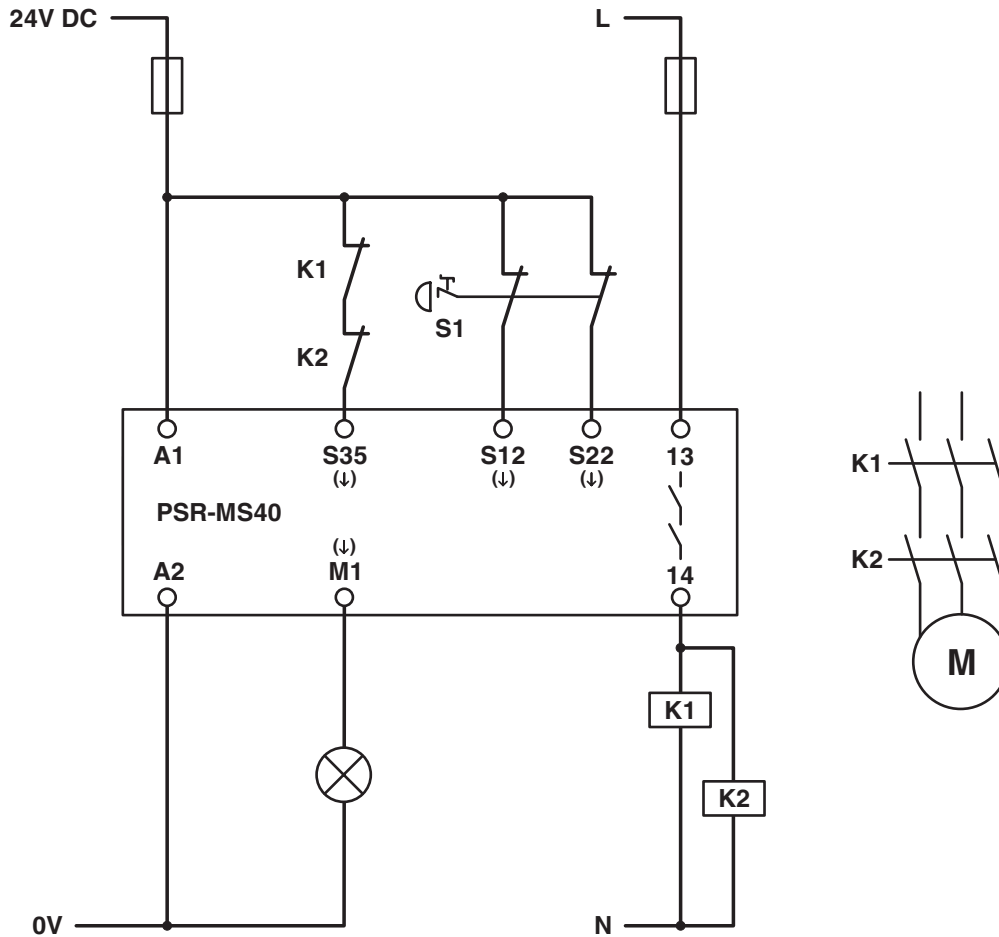 24V DC
L
K1
S1
K2
A1
S35
S12
S22
13
(↓)
(↓)
(↓)
PSR-MS40
(↓)
A2
M1
14
K1
K2
0V
N
K1
K2
M